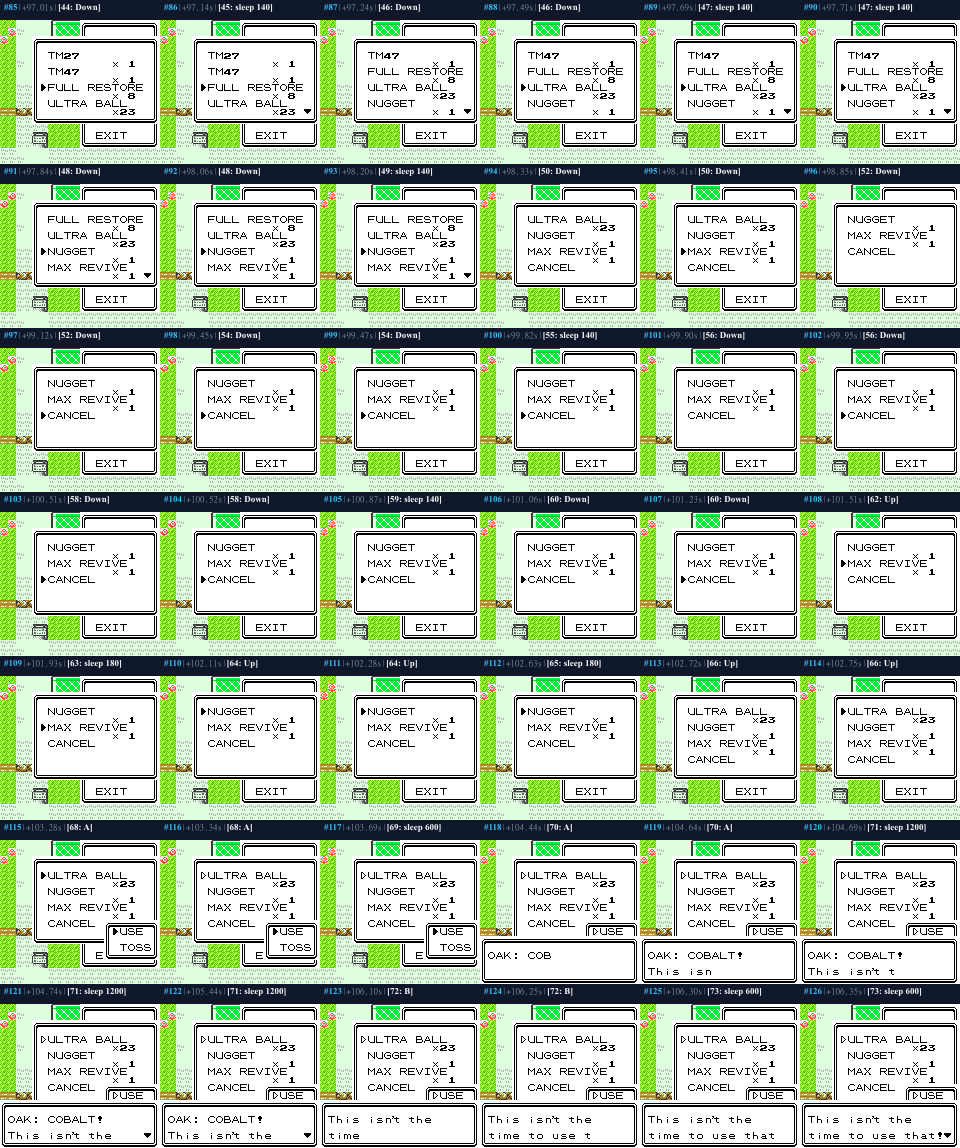 #85|+97.01s|[44: Down]
TM27
× 1
TM47
× 1
▶FULL RESTORE
× 8
ULTRA BALL
×23
EXIT
#86|+97.14s|[45: sleep 140]
TM27
× 1
TM47
× 1
▶FULL RESTORE
× 8
ULTRA BALL
×23 ▼
EXIT
#87|+97.24s|[46: Down]
TM47
× 1
FULL RESTORE
× 8
ULTRA BALL
×23
NUGGET
× 1 ▼
EXIT
#88|+97.49s|[46: Down]
TM47
× 1
FULL RESTORE
× 8
▶ULTRA BALL
×23
NUGGET
× 1
EXIT
#89|+97.69s|[47: sleep 140]
TM47
× 1
FULL RESTORE
× 8
▶ULTRA BALL
×23
NUGGET
× 1 ▼
EXIT
#90|+97.71s|[47: sleep 140]
TM47
× 1
FULL RESTORE
× 8
▶ULTRA BALL
×23
NUGGET
× 1 ▼
EXIT
#91|+97.84s|[48: Down]
FULL RESTORE
× 8
ULTRA BALL
×23
▶NUGGET
× 1
MAX REVIVE
× 1 ▼
EXIT
#92|+98.06s|[48: Down]
FULL RESTORE
× 8
ULTRA BALL
×23
▶NUGGET
× 1
MAX REVIVE
× 1
EXIT
#93|+98.20s|[49: sleep 140]
FULL RESTORE
× 8
ULTRA BALL
×23
▶NUGGET
× 1
MAX REVIVE
× 1 ▼
EXIT
#94|+98.33s|[50: Down]
ULTRA BALL
×23
NUGGET
× 1
MAX REVIVE
× 1
CANCEL
EXIT
#95|+98.41s|[50: Down]
ULTRA BALL
×23
NUGGET
× 1
▶MAX REVIVE
× 1
CANCEL
EXIT
#96|+98.85s|[52: Down]
NUGGET
× 1
MAX REVIVE
× 1
CANCEL
EXIT
#97|+99.12s|[52: Down]
NUGGET
× 1
MAX REVIVE
× 1
▶CANCEL
EXIT
#98|+99.45s|[54: Down]
NUGGET
× 1
MAX REVIVE
× 1
▶CANCEL
EXIT
#99|+99.47s|[54: Down]
NUGGET
× 1
MAX REVIVE
× 1
▶CANCEL
EXIT
#100|+99.82s|[55: sleep 140]
NUGGET
× 1
MAX REVIVE
× 1
▶CANCEL
EXIT
#101|+99.90s|[56: Down]
NUGGET
× 1
MAX REVIVE
× 1
CANCEL
EXIT
#102|+99.95s|[56: Down]
NUGGET
× 1
MAX REVIVE
× 1
▶CANCEL
EXIT
#103|+100.51s|[58: Down]
NUGGET
× 1
MAX REVIVE
× 1
▶CANCEL
EXIT
#104|+100.52s|[58: Down]
NUGGET
× 1
MAX REVIVE
× 1
▶CANCEL
EXIT
#105|+100.87s|[59: sleep 140]
NUGGET
× 1
MAX REVIVE
× 1
▶CANCEL
EXIT
#106|+101.06s|[60: Down]
NUGGET
× 1
MAX REVIVE
× 1
▶CANCEL
EXIT
#107|+101.23s|[60: Down]
NUGGET
× 1
MAX REVIVE
× 1
▶CANCEL
EXIT
#108|+101.51s|[62: Up]
NUGGET
× 1
▶MAX REVIVE
× 1
CANCEL
EXIT
#109|+101.93s|[63: sleep 180]
NUGGET
× 1
▶MAX REVIVE
× 1
CANCEL
EXIT
#110|+102.11s|[64: Up]
▶NUGGET
× 1
MAX REVIVE
× 1
CANCEL
EXIT
#111|+102.28s|[64: Up]
▶NUGGET
× 1
MAX REVIVE
× 1
CANCEL
EXIT
#112|+102.63s|[65: sleep 180]
▶NUGGET
× 1
MAX REVIVE
× 1
CANCEL
EXIT
#113|+102.72s|[66: Up]
ULTRA BALL
×23
NUGGET
× 1
MAX REVIVE
× 1
CANCEL
EXIT
#114|+102.75s|[66: Up]
▶ULTRA BALL
×23
NUGGET
× 1
MAX REVIVE
× 1
CANCEL
EXIT
#115|+103.28s|[68: A]
▶ULTRA BALL
×23
NUGGET
× 1
MAX REVIVE
× 1
CANCEL
▶USE
TOSS
E
#116|+103.34s|[68: A]
▷ULTRA BALL
×23
NUGGET
× 1
MAX REVIVE
× 1
CANCEL
▶USE
TOSS
E
#117|+103.69s|[69: sleep 600]
▷ULTRA BALL
×23
NUGGET
× 1
MAX REVIVE
× 1
CANCEL
▶USE
TOSS
E
#118|+104.44s|[70: A]
▷ULTRA BALL
×23
NUGGET
× 1
MAX REVIVE
× 1
CANCEL
▷USE
OAK: COB
#119|+104.64s|[70: A]
▷ULTRA BALL
×23
NUGGET
× 1
MAX REVIVE
× 1
CANCEL
▷USE
OAK: COBALT!
This isn
#120|+104.69s|[71: sleep 1200]
▷ULTRA BALL
×23
NUGGET
× 1
MAX REVIVE
× 1
CANCEL
▷USE
OAK: COBALT!
This isn't t
#121|+104.74s|[71: sleep 1200]
▷ULTRA BALL
×23
NUGGET
× 1
MAX REVIVE
× 1
CANCEL
▷USE
OAK: COBALT!
This isn't the ▼
#122|+105.44s|[71: sleep 1200]
▷ULTRA BALL
×23
NUGGET
× 1
MAX REVIVE
× 1
CANCEL
▷USE
OAK: COBALT!
This isn't the ▼
#123|+106.10s|[72: B]
▷ULTRA BALL
×23
NUGGET
× 1
MAX REVIVE
× 1
CANCEL
▷USE
This isn't the
time
#124|+106.25s|[72: B]
▷ULTRA BALL
×23
NUGGET
× 1
MAX REVIVE
× 1
CANCEL
▷USE
This isn't the
time to use t
#125|+106.30s|[73: sleep 600]
▷ULTRA BALL
×23
NUGGET
× 1
MAX REVIVE
× 1
CANCEL
▷USE
This isn't the
time to use that
#126|+106.35s|[73: sleep 600]
▷ULTRA BALL
×23
NUGGET
× 1
MAX REVIVE
× 1
CANCEL
▷USE
This isn't the
time to use that!▼